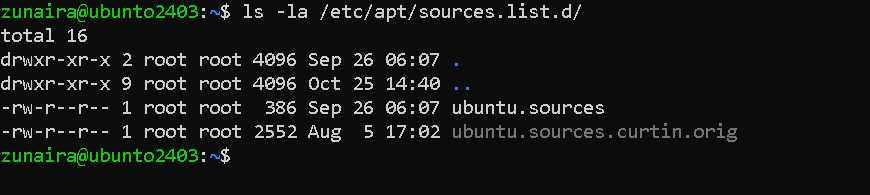 zunaira@ubunto2403:~$ ls -la /etc/apt/sources.list.d/
total 16
drwxr-xr-x 2 root root 4096 Sep 26 06:07 .
drwxr-xr-x 9 root root 4096 Oct 25 14:40 ..
-rw-r--r-- 1 root root  386 Sep 26 06:07 ubuntu.sources
-rw-r--r-- 1 root root 2552 Aug  5 17:02 ubuntu.sources.curtin.orig
zunaira@ubunto2403:~$